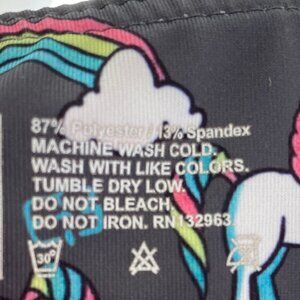 87% Polyester / 13% Spandex
MACHINE WASH COLD.
WASH WITH LIKE COLORS.
TUMBLE DRY LOW.
DO NOT BLEACH.
DO NOT IRON. RN132963
30°